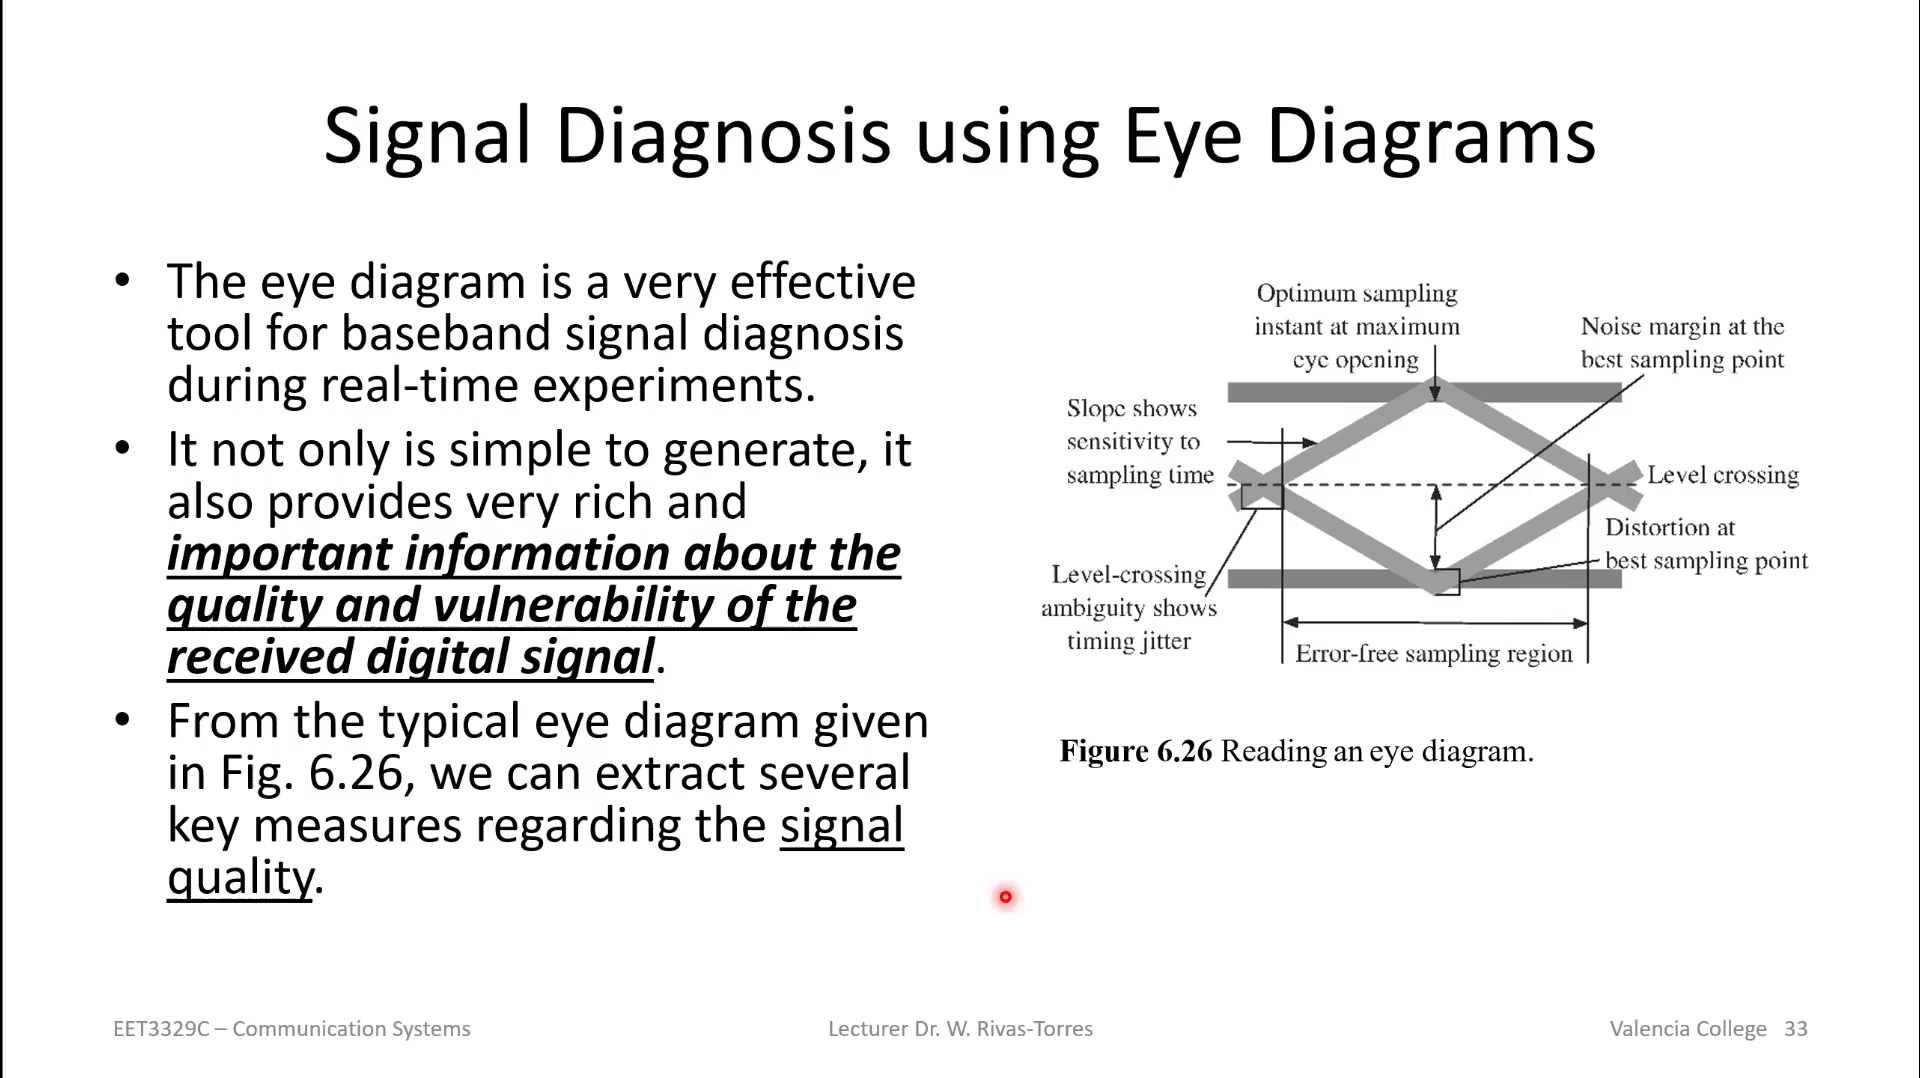 Signal Diagnosis using Eye Diagrams
• The eye diagram is a very effective
tool for baseband signal diagnosis
during real-time experiments.
• It not only is simple to generate, it
also provides very rich and
important information about the
quality and vulnerability of the
received digital signal.
• From the typical eye diagram given
in Fig. 6.26, we can extract several
key measures regarding the signal
quality.
Optimum sampling
instant at maximum
eye opening
Noise margin at the
best sampling point
Slope shows
sensitivity to
sampling time
Level crossing
Distortion at
best sampling point
Level-crossing
ambiguity shows
timing jitter
Error-free sampling region
Figure 6.26 Reading an eye diagram.
EET3329C – Communication Systems
Lecturer Dr. W. Rivas-Torres
Valencia College 33